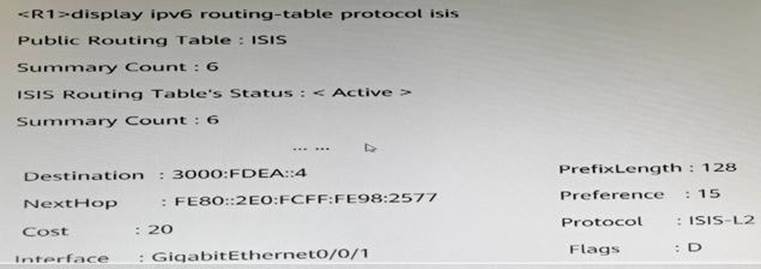 <R1>display ipv6 routing-table protocol isis
Public Routing Table : ISIS
Summary Count : 6
ISIS Routing Table's Status : < Active >
Summary Count : 6
... ...
Destination : 3000:FDEA::4 PrefixLength : 128
NextHop : FE80::2E0:FCFF:FE98:2577 Preference : 15
Cost : 20 Protocol : ISIS-L2
Interface : GigabitEthernet0/0/1 Flags : D